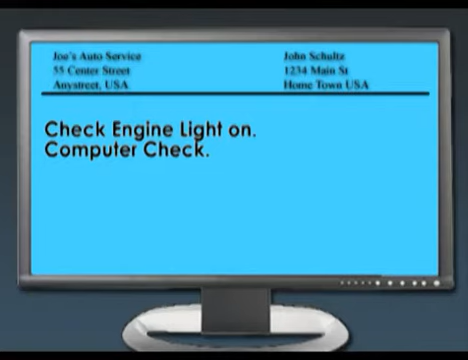 Joe's Auto Service
55 Center Street
Anystreet, USA
John Schultz
1234 Main St
Home Town USA
Check Engine Light on.
Computer Check.